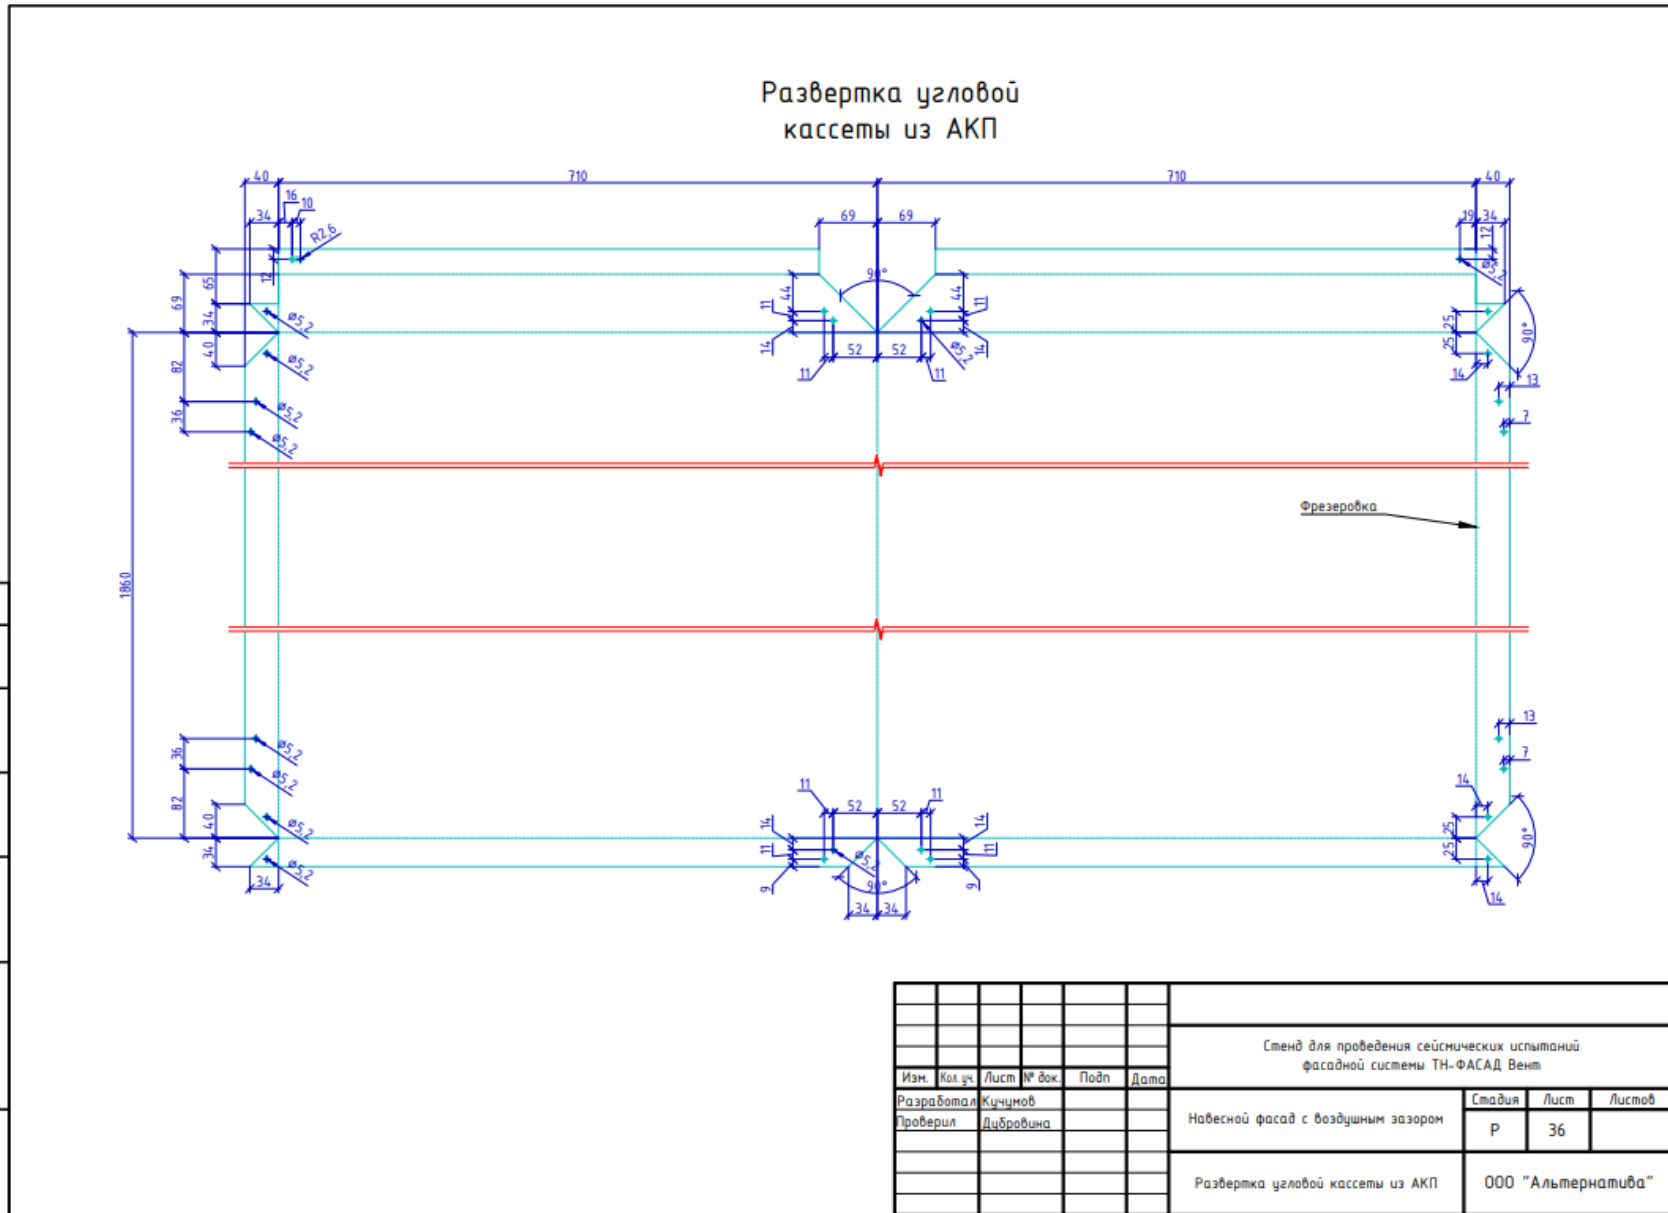 Развертка угловой
кассеты из АКП
40
710
710
40
34
16
10
R2,6
69
69
19
34
12
12
65
69
34
40
82
36
ø5,2
ø5,2
ø5,2
ø5,2
44
11
14
90°
44
11
14
52
52
11
11
ø5,2
ø5,2
25
25
90°
14
13
7
Фрезеровка
1860
36
82
40
34
34
ø5,2
ø5,2
ø5,2
ø5,2
11
52
52
11
14
11
9
ø5,2
90°
14
11
9
34
34
13
7
14
25
25
90°
14
Стенд для проведения сейсмических испытаний
фасадной системы ТН-ФАСАД Вент
Изм. Кол.уч. Лист № док. Подп Дата
Разработал Кучумов
Проверил Дубровина
Навесной фасад с воздушным зазором
Стадия Лист Листов
Р 36
Развертка угловой кассеты из АКП
ООО "Альтернатива"